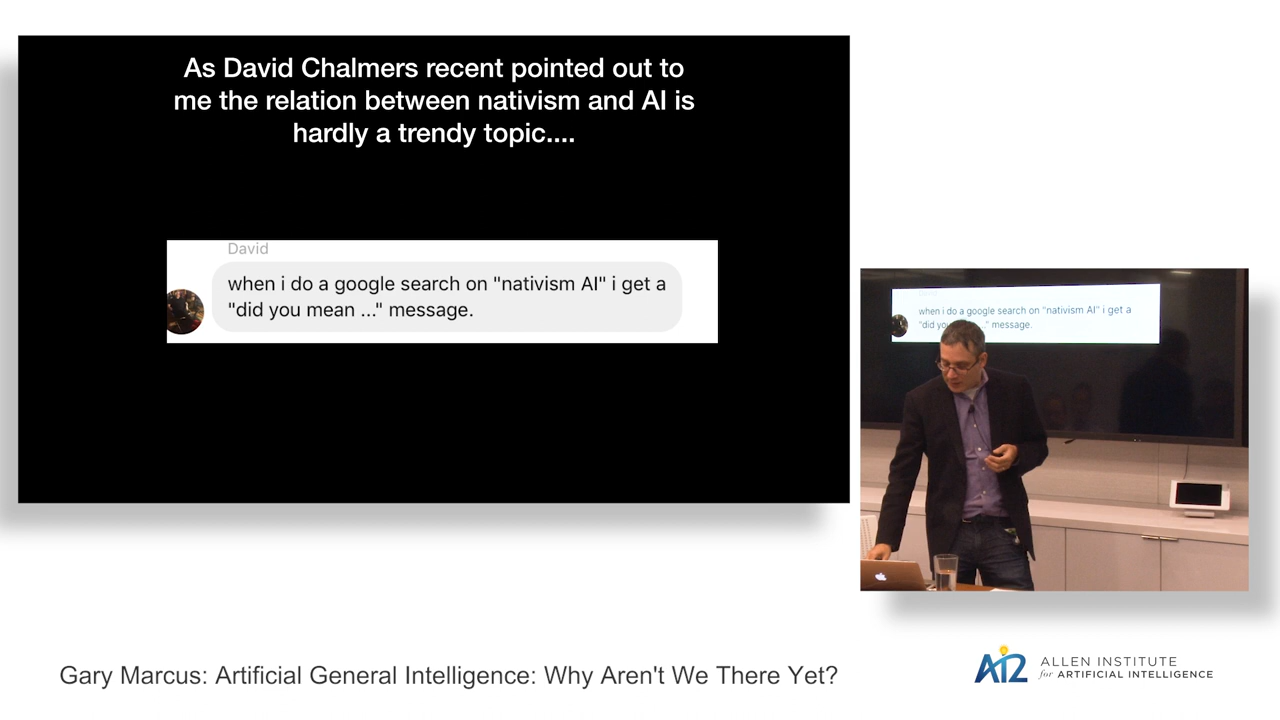 As David Chalmers recent pointed out to
me the relation between nativism and AI is
hardly a trendy topic....
David
when i do a google search on "nativism AI" i get a
"did you mean ..." message.
when i do a google search on "nativism AI" i get a
"did you ..." message.
Gary Marcus: Artificial General Intelligence: Why Aren't We There Yet?
AI2
ALLEN INSTITUTE
for ARTIFICIAL INTELLIGENCE